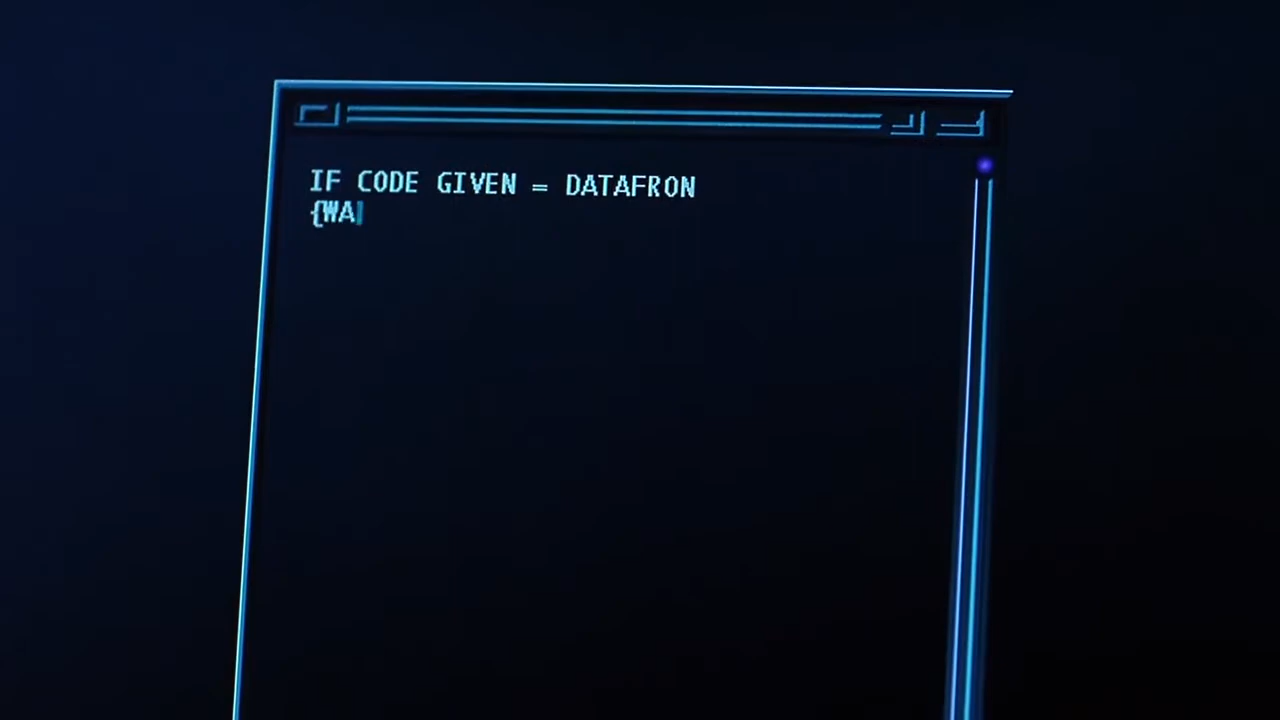 IF CODE GIVEN = DATAFRON
{WA